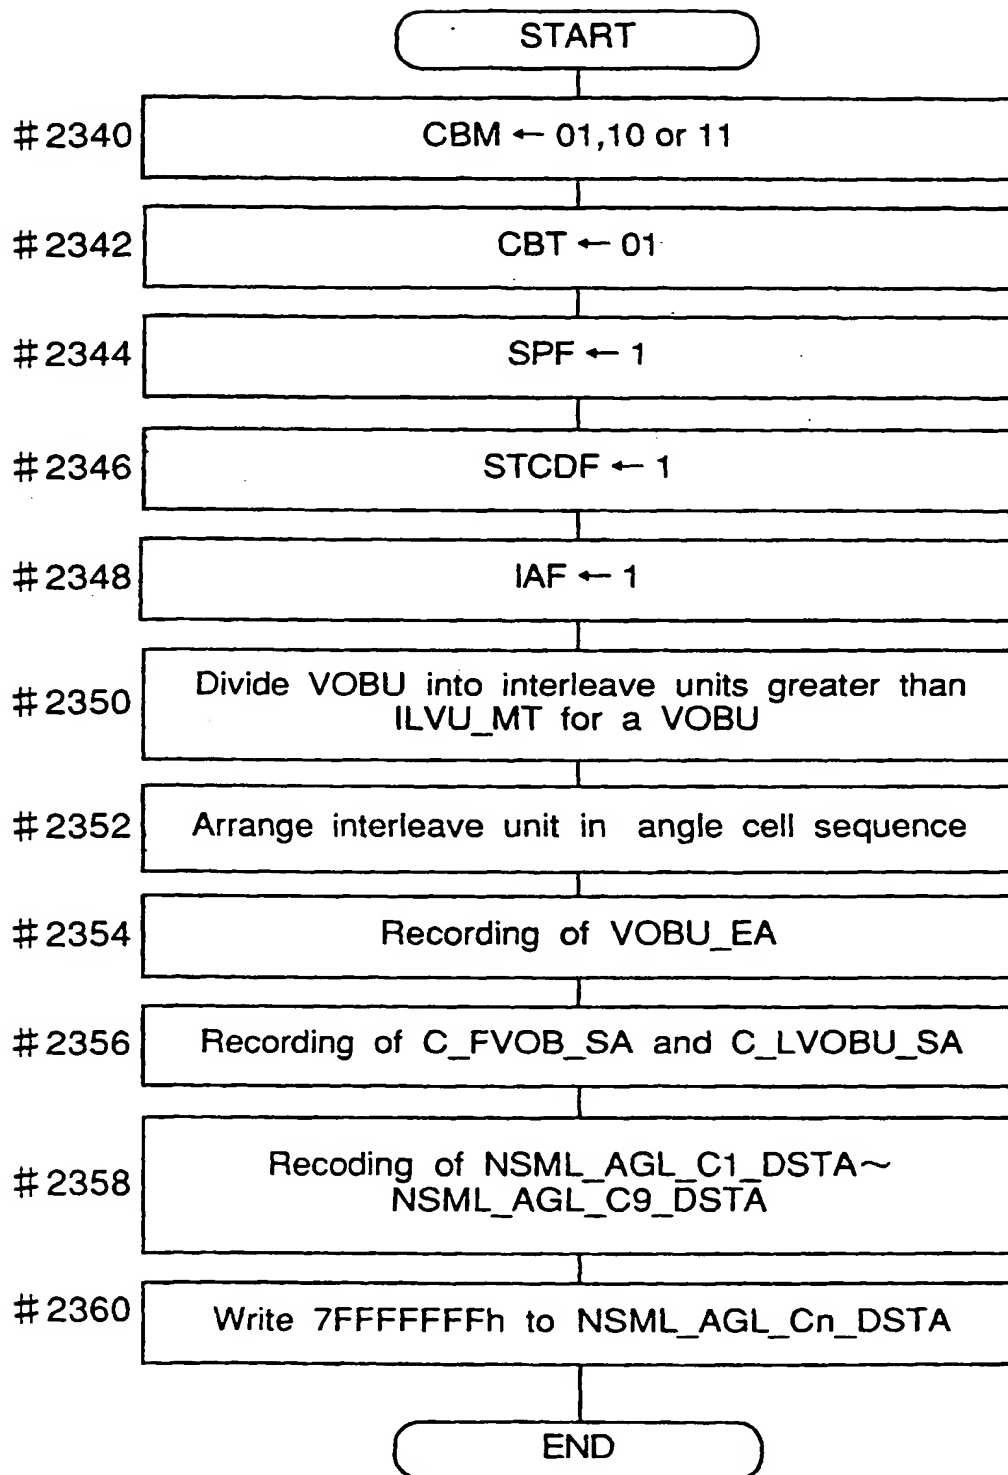 START
#2340 CBM ← 01,10 or 11
#2342 CBT ← 01
#2344 SPF ← 1
#2346 STCDF ← 1
#2348 IAF ← 1
Divide VOBU into interleave units greater than
#2350 ILVU_MT for a VOBU
#2352 Arrange interleave unit in angle cell sequence
#2354 Recording of VOBU_EA
#2356 Recording of C_FVOB_SA and C_LVOBU_SA
Recoding of NSML_AGL_C1_DSTA~
#2358 NSML_AGL_C9_DSTA
#2360 Write 7FFFFFFFh to NSML_AGL_Cn_DSTA
END